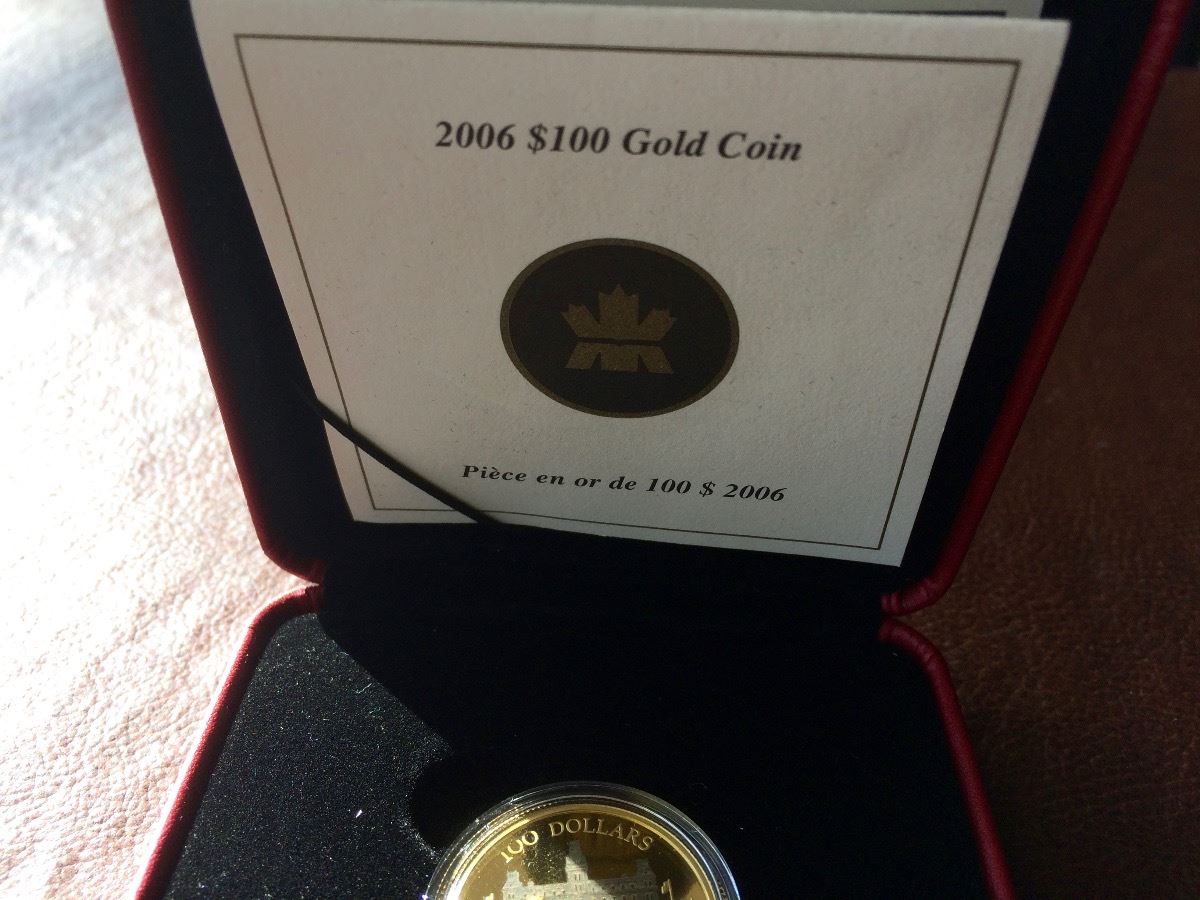 2006 $100 Gold Coin
Pièce en or de 100 $ 2006
100 DOLLARS